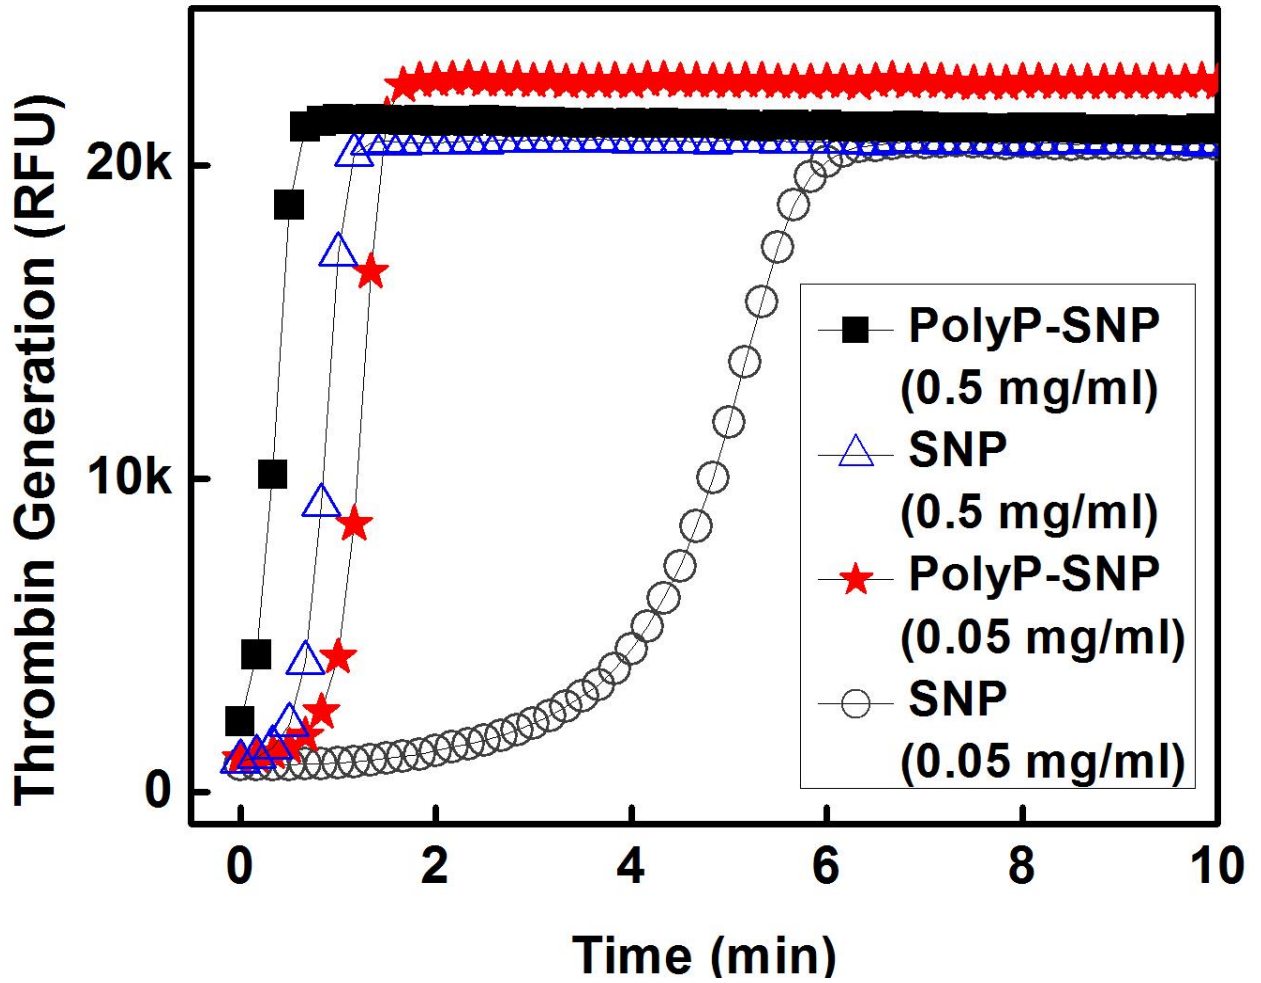 Thrombin Generation (RFU)
20k
10k
0
PolyP-SNP
(0.5 mg/ml)
SNP
(0.5 mg/ml)
PolyP-SNP
(0.05 mg/ml)
SNP
(0.05 mg/ml)
0 2 4 6 8 10
Time (min)